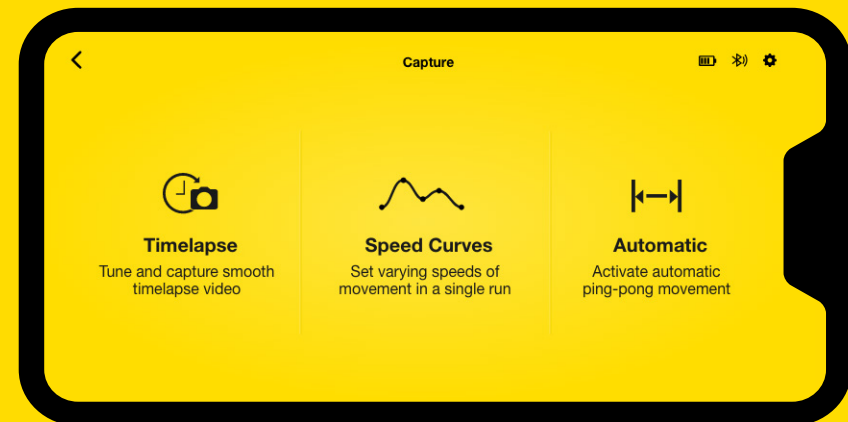 Capture
Timelapse
Tune and capture smooth
timelapse video
Speed Curves
Set varying speeds of
movement in a single run
Automatic
Activate automatic
ping-pong movement